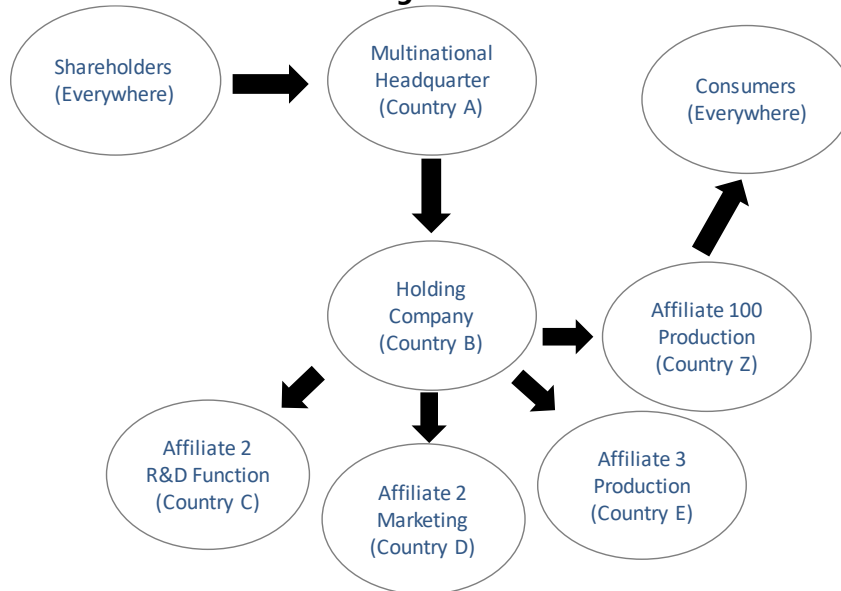 Shareholders
(Everywhere)
Multinational
Headquarter
(Country A)
Consumers
(Everywhere)
Holding
Company
(Country B)
Affiliate 100
Production
(Country Z)
Affiliate 2
R&D Function
(Country C)
Affiliate 2
Marketing
(Country D)
Affiliate 3
Production
(Country E)